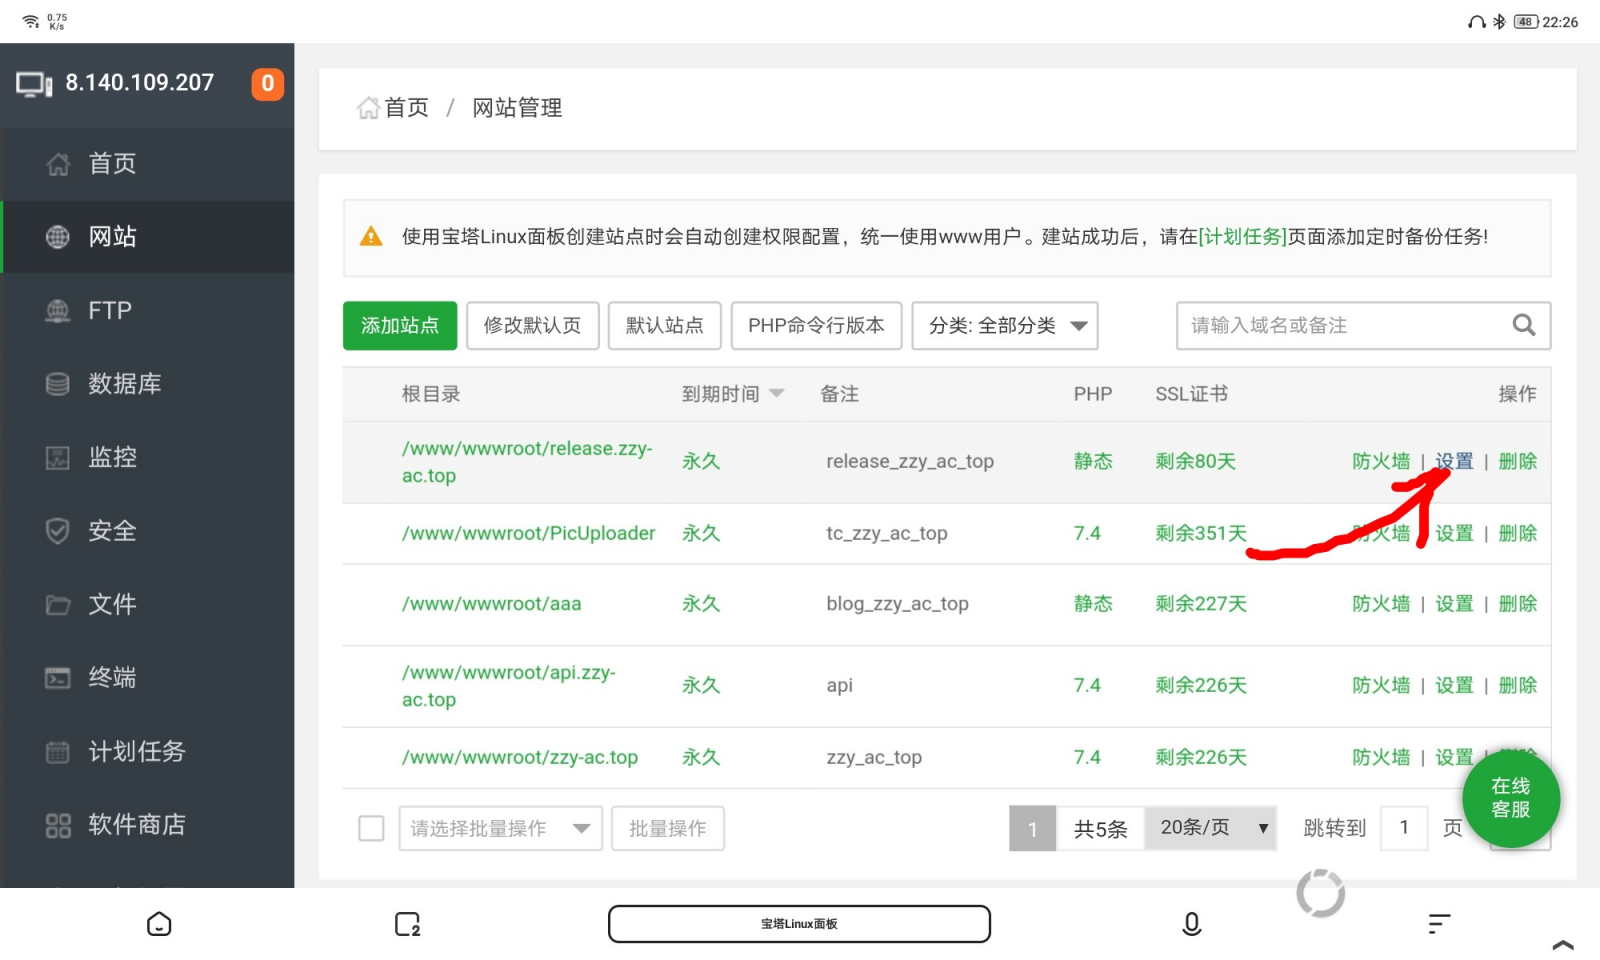 0.75
K/s
48
22:26
8.140.109.207
0
首页
网站
FTP
数据库
监控
安全
文件
终端
计划任务
软件商店
首页 / 网站管理
使用宝塔Linux面板创建站点时会自动创建权限配置，统一使用www用户。建站成功后，请在[计划任务]页面添加定时备份任务!
添加站点
修改默认页
默认站点
PHP命令行版本
分类: 全部分类
请输入域名或备注
根目录 到期时间 备注 PHP SSL证书 操作
/www/wwwroot/release.zzy-
ac.top
永久 release_zzy_ac_top 静态 剩余80天 防火墙 | 设置 | 删除
/www/wwwroot/PicUploader 永久 tc_zzy_ac_top 7.4 剩余351天 防火墙 | 设置 | 删除
/www/wwwroot/aaa 永久 blog_zzy_ac_top 静态 剩余227天 防火墙 | 设置 | 删除
/www/wwwroot/api.zzy-
ac.top
永久 api 7.4 剩余226天 防火墙 | 设置 | 删除
/www/wwwroot/zzy-ac.top 永久 zzy_ac_top 7.4 剩余226天 防火墙 | 设置 |
在线
客服
请选择批量操作
批量操作
1
共5条
20条/页
跳转到
1
页
2
宝塔Linux面板